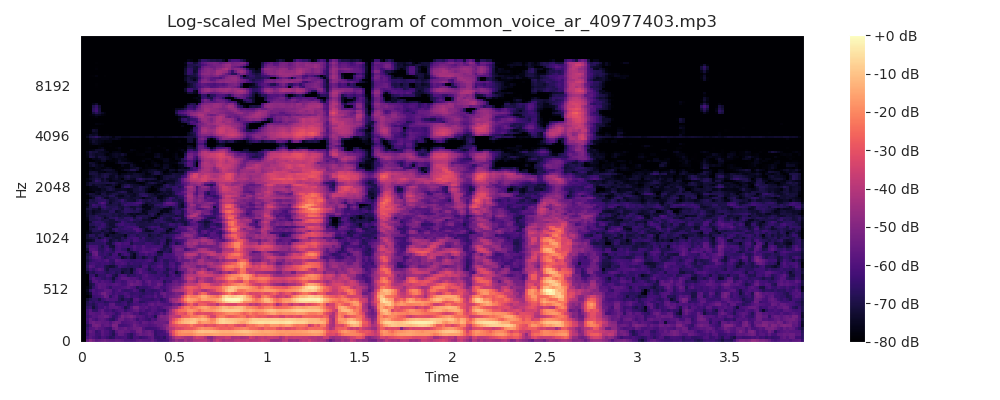 Log-scaled Mel Spectrogram of common_voice_ar_40977403.mp3
+0 dB
8192
-10 dB
4096
-20 dB
-30 dB
Hz
2048
-40 dB
1024
-50 dB
-60 dB
512
-70 dB
0
-80 dB
0 0.5 1 1.5 2 2.5 3 3.5
Time